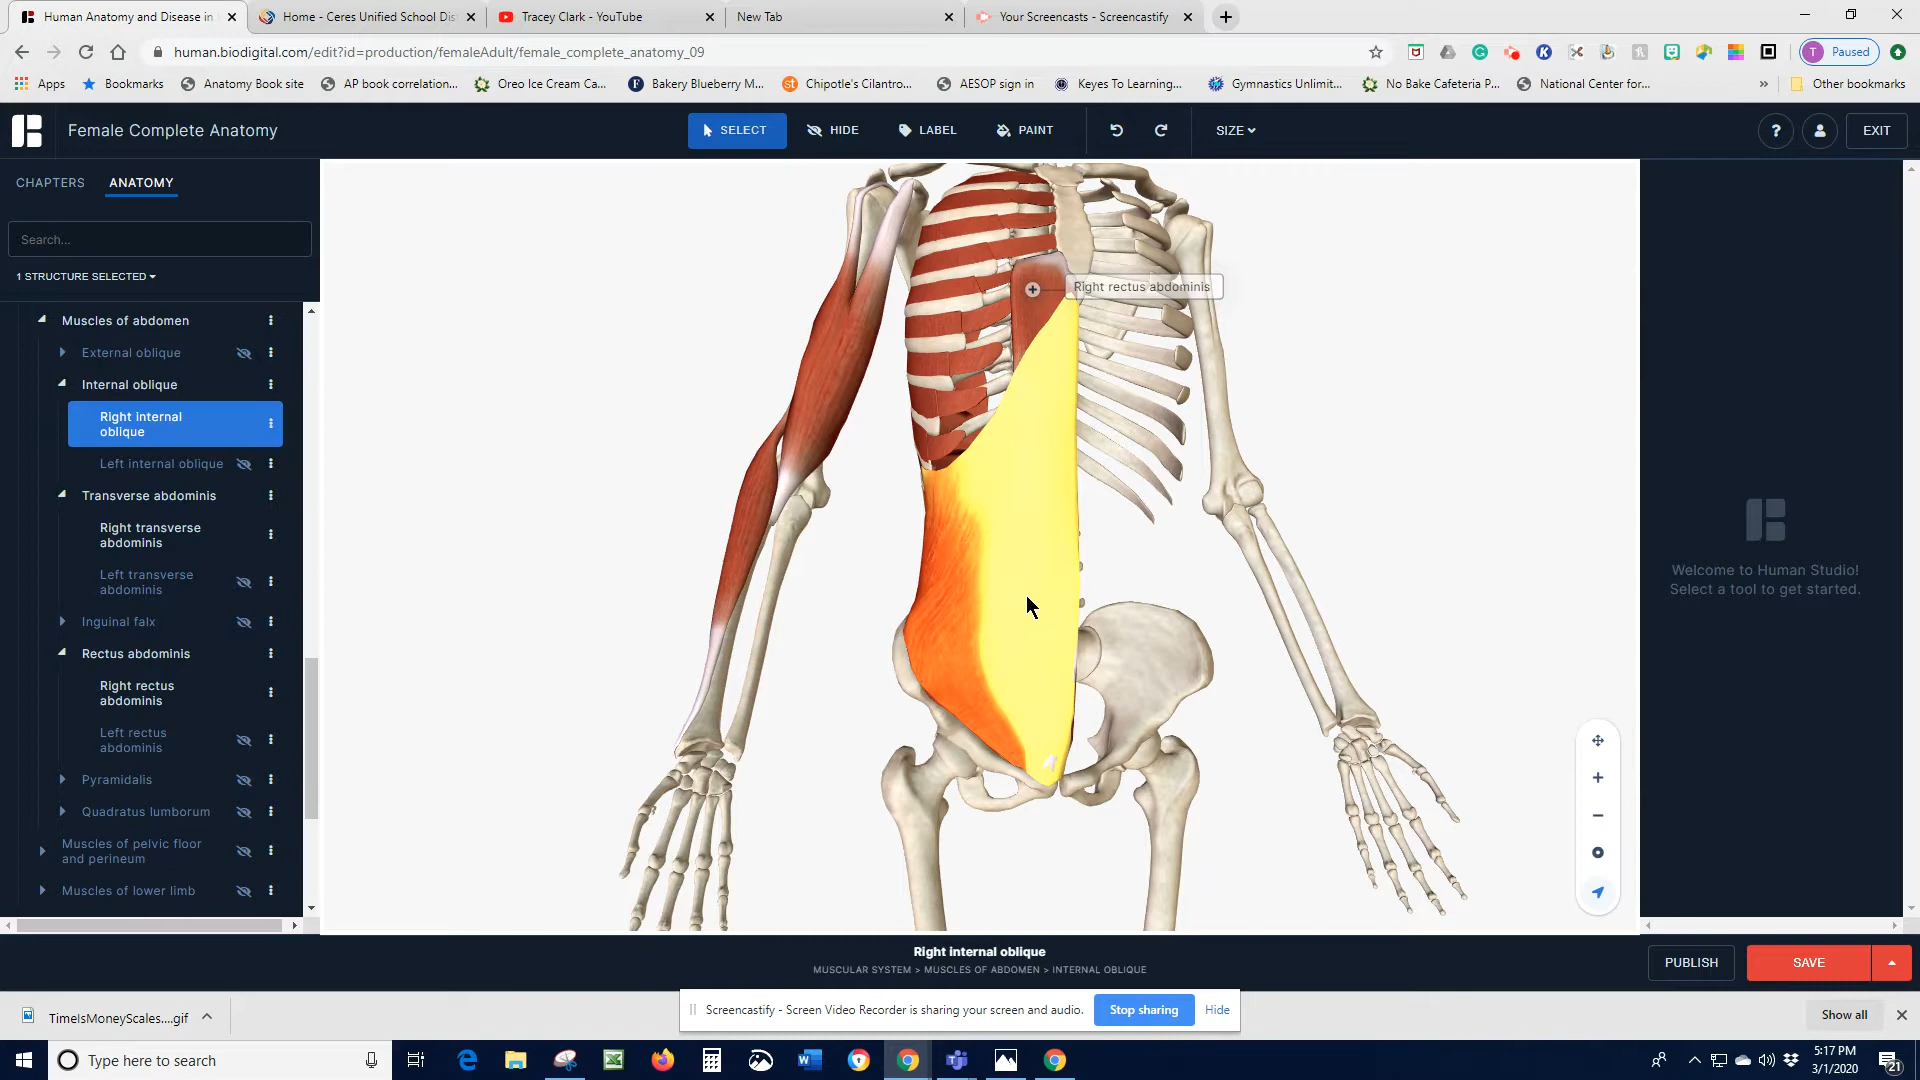 Human Anatomy and Disease in
Home - Ceres Unified School Dis
Tracey Clark - YouTube
New Tab
Your Screencasts - Screencastify
human.biodigital.com/edit?id=production/femaleAdult/female_complete_anatomy_09
T Paused
Apps
Bookmarks
Anatomy Book site
AP book correlation...
Oreo Ice Cream Ca...
Bakery Blueberry M...
Chipotle's Cilantro...
AESOP sign in
Keyes To Learning...
Gymnastics Unlimit...
No Bake Cafeteria P...
National Center for...
Other bookmarks
Female Complete Anatomy
SELECT
HIDE
LABEL
PAINT
SIZE
?
EXIT
CHAPTERS
ANATOMY
Search...
1 STRUCTURE SELECTED
Muscles of abdomen
External oblique
Internal oblique
Right internal
oblique
Left internal oblique
Transverse abdominis
Right transverse
abdominis
Left transverse
abdominis
Inguinal falx
Rectus abdominis
Right rectus
abdominis
Left rectus
abdominis
Pyramidalis
Quadratus lumborum
Muscles of pelvic floor
and perineum
Muscles of lower limb
Right rectus abdominis
Welcome to Human Studio!
Select a tool to get started.
Right internal oblique
MUSCULAR SYSTEM > MUSCLES OF ABDOMEN > INTERNAL OBLIQUE
PUBLISH
SAVE
Screencastify - Screen Video Recorder is sharing your screen and audio.
Stop sharing
Hide
TimeIsMoneyScales....gif
Show all
Type here to search
5:17 PM
3/1/2020
21